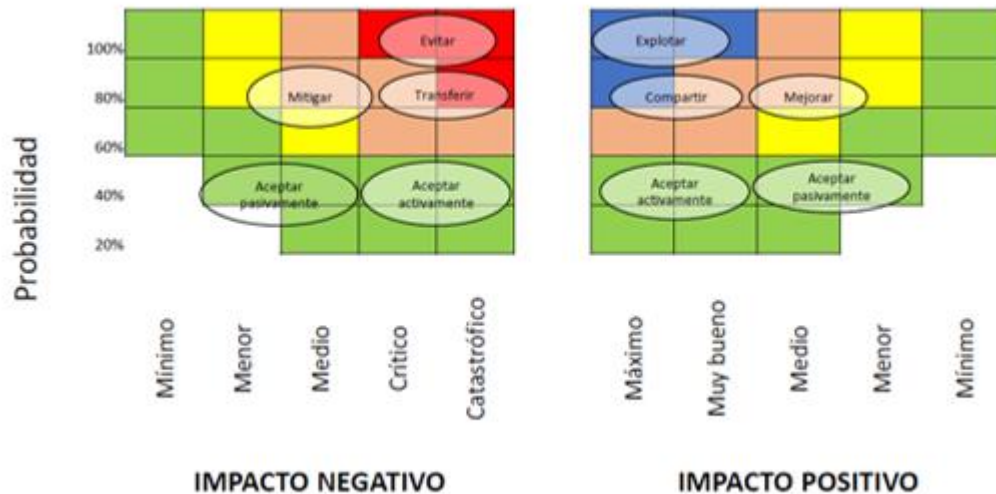 Probabilidad
100%
80%
60%
40%
20%
Evitar
Mitigar
Transferir
Aceptar
pasivamente
Aceptar
activamente
Mínimo
Menor
Medio
Crítico
Catastrófico
IMPACTO NEGATIVO
Explotar
Compartir
Mejorar
Aceptar
activamente
Aceptar
pasivamente
Máximo
Muy bueno
Medio
Menor
Mínimo
IMPACTO POSITIVO